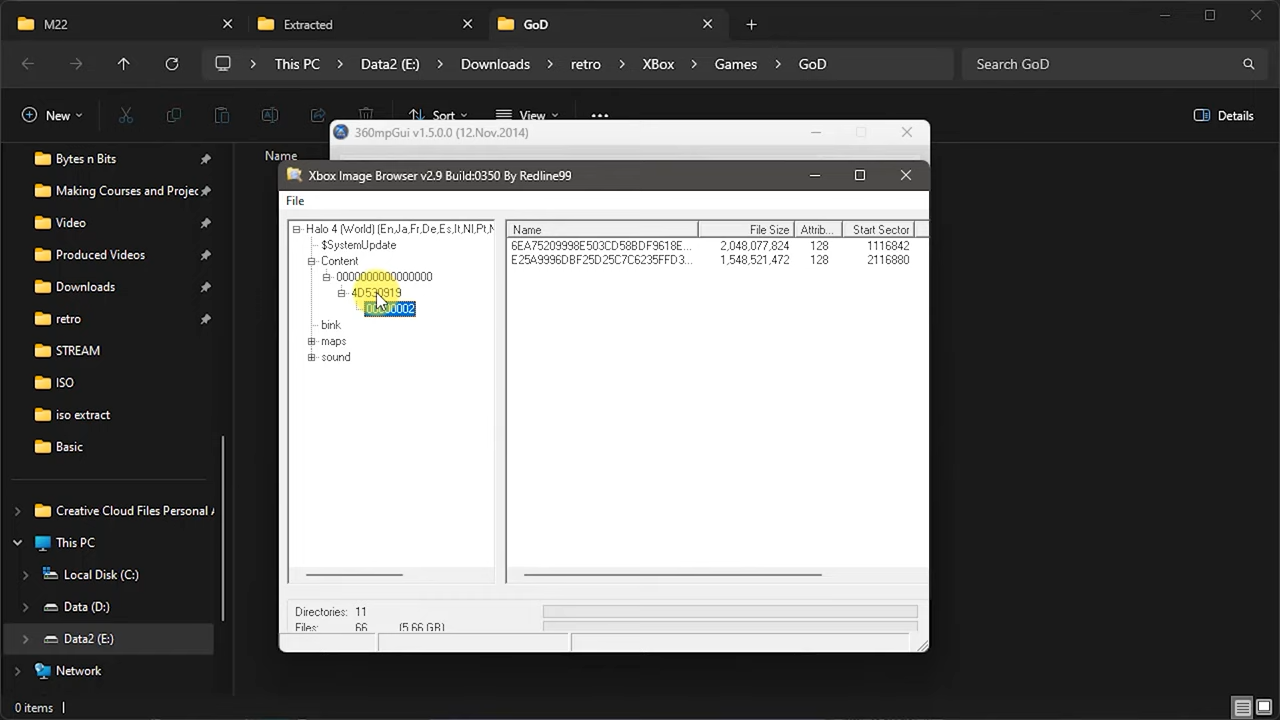 M22
Extracted
GoD
This PC > Data2 (E:) > Downloads > retro > XBox > Games > GoD
Search GoD
New
Sort
View
Details
Bytes n Bits
Making Courses and Projec
Video
Produced Videos
Downloads
retro
STREAM
ISO
iso extract
Basic
Creative Cloud Files Personal A
This PC
Local Disk (C:)
Data (D:)
Data2 (E:)
Network
0 items
Name
360mpGui v1.5.0.0 (12.Nov.2014)
Xbox Image Browser v2.9 Build:0350 By Redline99
File
Halo 4 (World) (En,Ja,Fr,De,Es,It,Nl,Pt,N
$SystemUpdate
Content
0000000000000000
4D530919
00000002
bink
maps
sound
Name File Size Attrib... Start Sector
6EA75209998E503CD58BDF9618E... 2,048,077,824 128 1116842
E25A9996DBF25D25C7C6235FFD3... 1,548,521,472 128 2116880
Directories: 11
Files: 66 (5.66 GB)